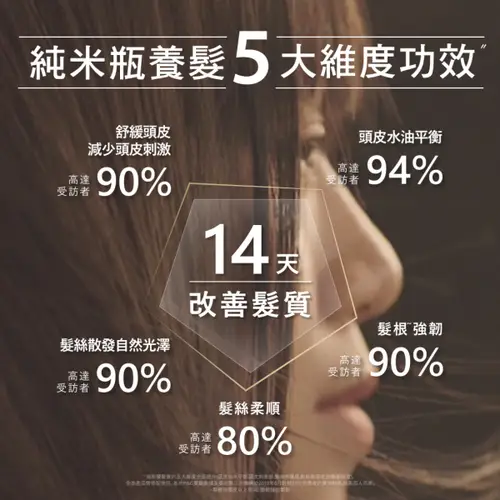 純米瓶養髮5大維度功效"
舒緩頭皮
減少頭皮刺激
高達
受訪者
90%
頭皮水油平衡
高達
受訪者
94%
14天
改善髮質
髮絲散發自然光澤
高達
受訪者
90%
髮根強韌
高達
受訪者
90%
髮絲柔順
高達
受訪者
80%